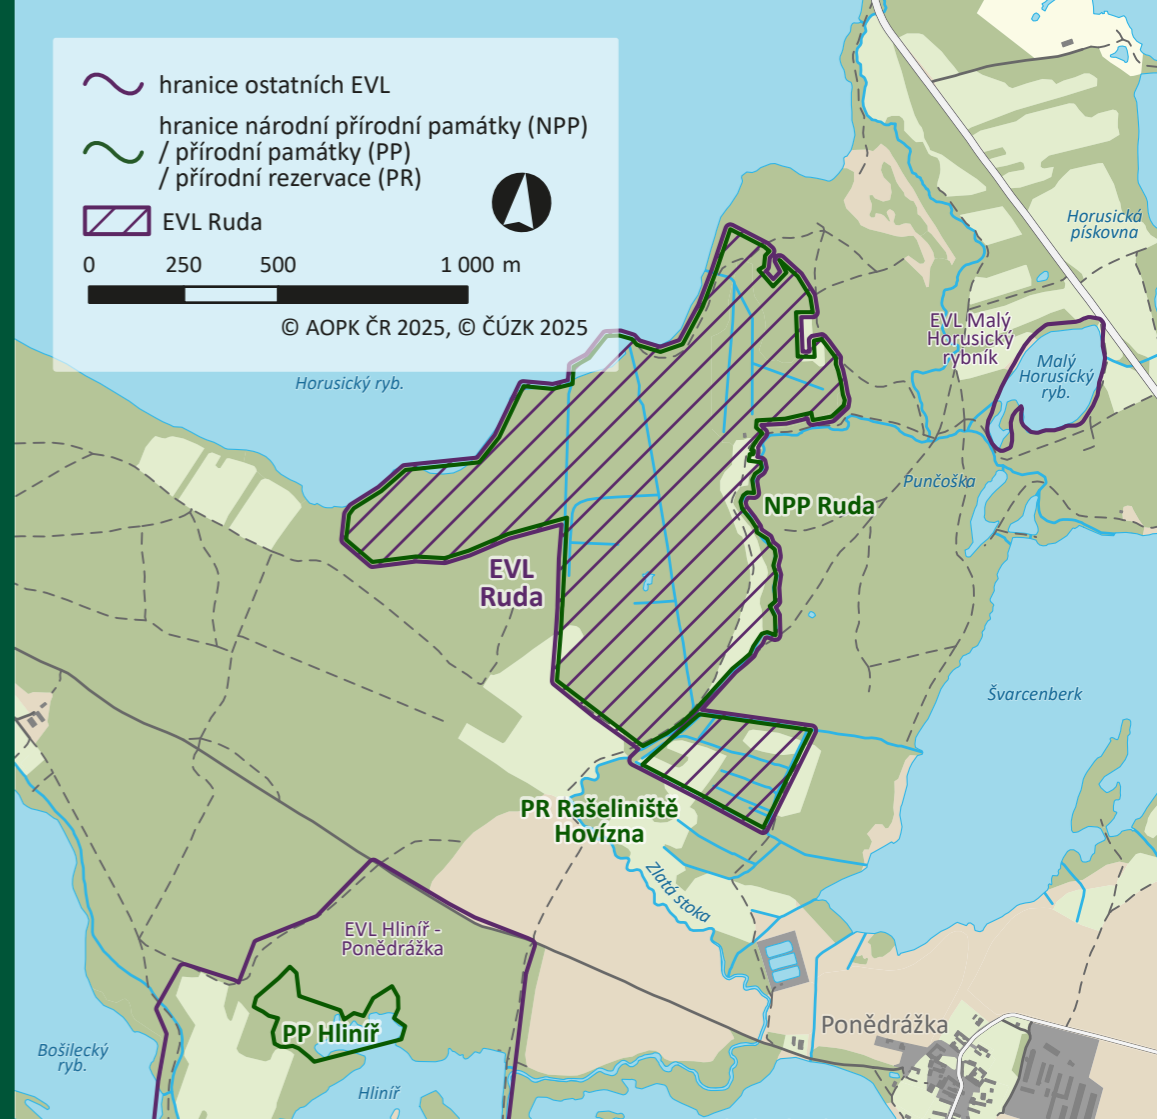 hranice ostatních EVL
hranice národní přírodní památky (NPP)
/ přírodní památky (PP)
/ přírodní rezervace (PR)
EVL Ruda
0 250 500 1 000 m
© AOPK ČR 2025, © ČÚZK 2025
Horusická
pískovna
EVL Malý
Horusický
rybník
Malý
Horusický
ryb.
Horusický ryb.
Punčoška
NPP Ruda
EVL
Ruda
Švarcenberk
PR Rašeliniště
Hovízna
Zlatá stoka
EVL Hliníř -
Ponědrážka
PP Hliníř
Ponědrážka
Bošilecký
ryb.
Hliníř